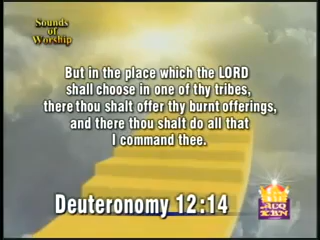 Sounds
of
Worship
But in the place which the LORD
shall choose in one of thy tribes,
there thou shalt offer thy burnt offerings,
and there thou shalt do all that
I command thee.
Deuteronomy 12:14